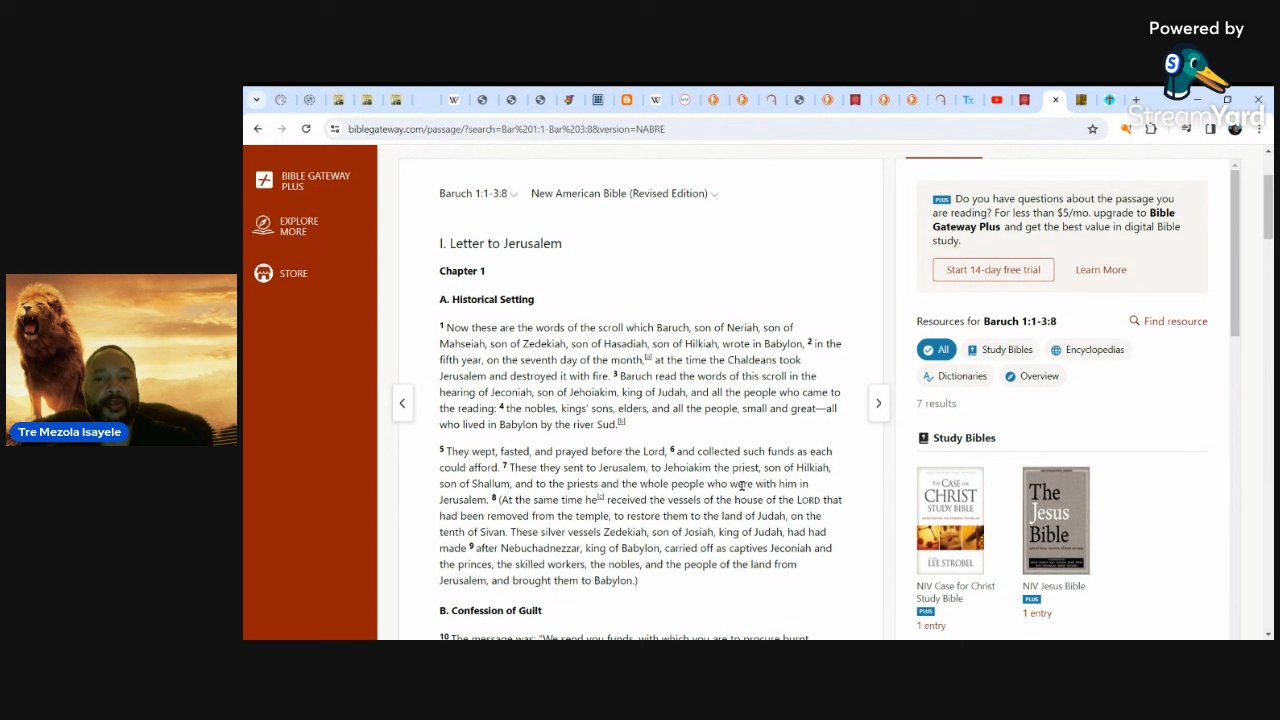 Powered by
StreamYard
biblegateway.com/passage/?search=Bar%201:1-Bar%203:8&version=NABRE
BIBLE GATEWAY
PLUS
EXPLORE
MORE
STORE
Baruch 1:1-3:8
New American Bible (Revised Edition)
I. Letter to Jerusalem
Chapter 1
A. Historical Setting
1 Now these are the words of the scroll which Baruch, son of Neriah, son of
Mahseiah, son of Zedekiah, son of Hasadiah, son of Hilkiah, wrote in Babylon, 2 in the
fifth year, on the seventh day of the month,[a] at the time the Chaldeans took
Jerusalem and destroyed it with fire. 3 Baruch read the words of this scroll in the
hearing of Jeconiah, son of Jehoiakim, king of Judah, and all the people who came to
the reading: 4 the nobles, kings' sons, elders, and all the people, small and great—all
who lived in Babylon by the river Sud.[b]
5 They wept, fasted, and prayed before the Lord, 6 and collected such funds as each
could afford. 7 These they sent to Jerusalem, to Jehoiakim the priest, son of Hilkiah,
son of Shallum, and to the priests and the whole people who were with him in
Jerusalem. 8 (At the same time he[c] received the vessels of the house of the LORD that
had been removed from the temple, to restore them to the land of Judah, on the
tenth of Sivan. These silver vessels Zedekiah, son of Josiah, king of Judah, had had
made 9 after Nebuchadnezzar, king of Babylon, carried off as captives Jeconiah and
the princes, the skilled workers, the nobles, and the people of the land from
Jerusalem, and brought them to Babylon.)
B. Confession of Guilt
10 The message was: "We send you funds, with which you are to procure burnt
PLUS Do you have questions about the passage you
are reading? For less than $5/mo. upgrade to Bible
Gateway Plus and get the best value in digital Bible
study.
Start 14-day free trial
Learn More
Resources for Baruch 1:1-3:8
Find resource
All
Study Bibles
Encyclopedias
Dictionaries
Overview
7 results
Study Bibles
THE CASE FOR
CHRIST
STUDY BIBLE
LEE STROBEL
The
Jesus
Bible
NIV Case for Christ
Study Bible
PLUS
1 entry
NIV Jesus Bible
PLUS
1 entry
Tre Mezola Isayele